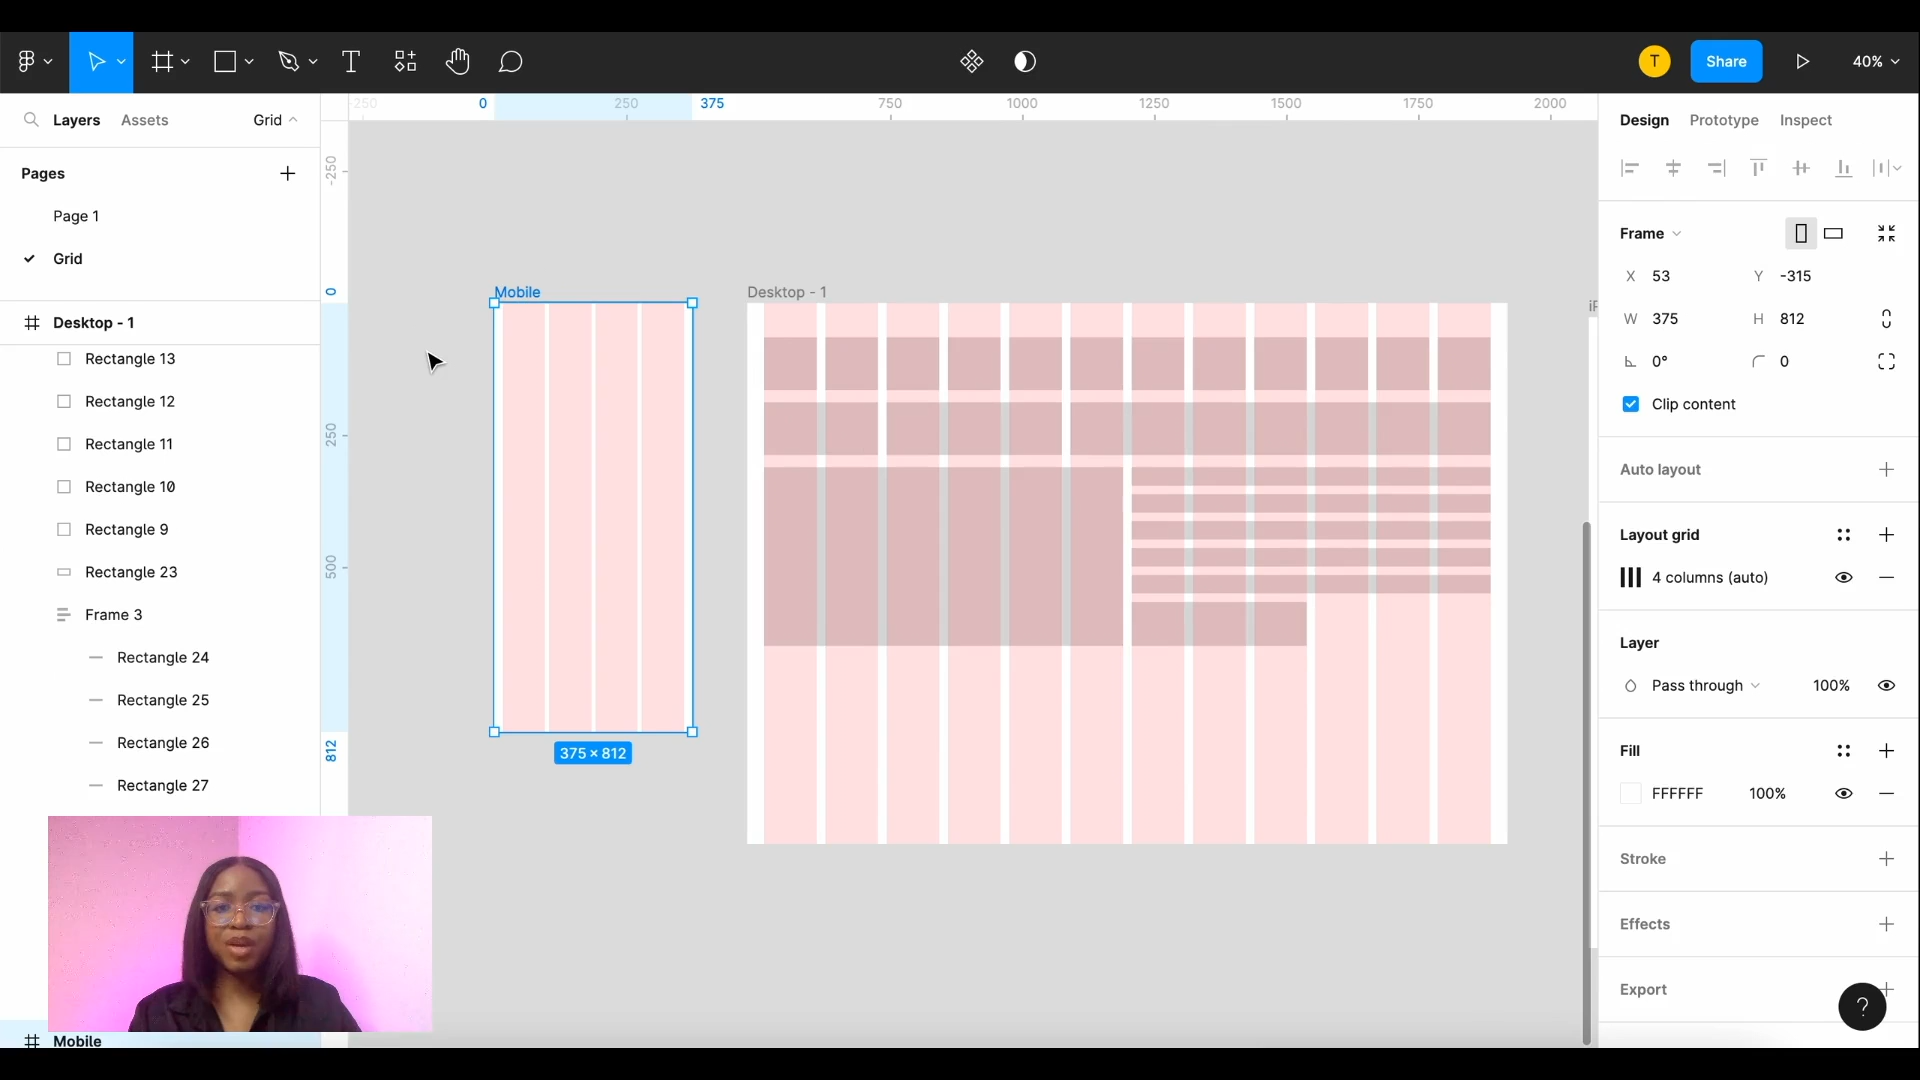 T
Share
40%
Layers
Assets
Grid
Pages
Page 1
Grid
Desktop - 1
Rectangle 13
Rectangle 12
Rectangle 11
Rectangle 10
Rectangle 9
Rectangle 23
Frame 3
Rectangle 24
Rectangle 25
Rectangle 26
Rectangle 27
Mobile
-250
0
250
375
750
1000
1250
1500
1750
2000
-250
0
250
500
812
Mobile
375 × 812
Desktop - 1
Design
Prototype
Inspect
Frame
X 53
Y -315
W 375
H 812
0°
0
Clip content
Auto layout
Layout grid
4 columns (auto)
Layer
Pass through
100%
Fill
FFFFFF
100%
Stroke
Effects
Export
?